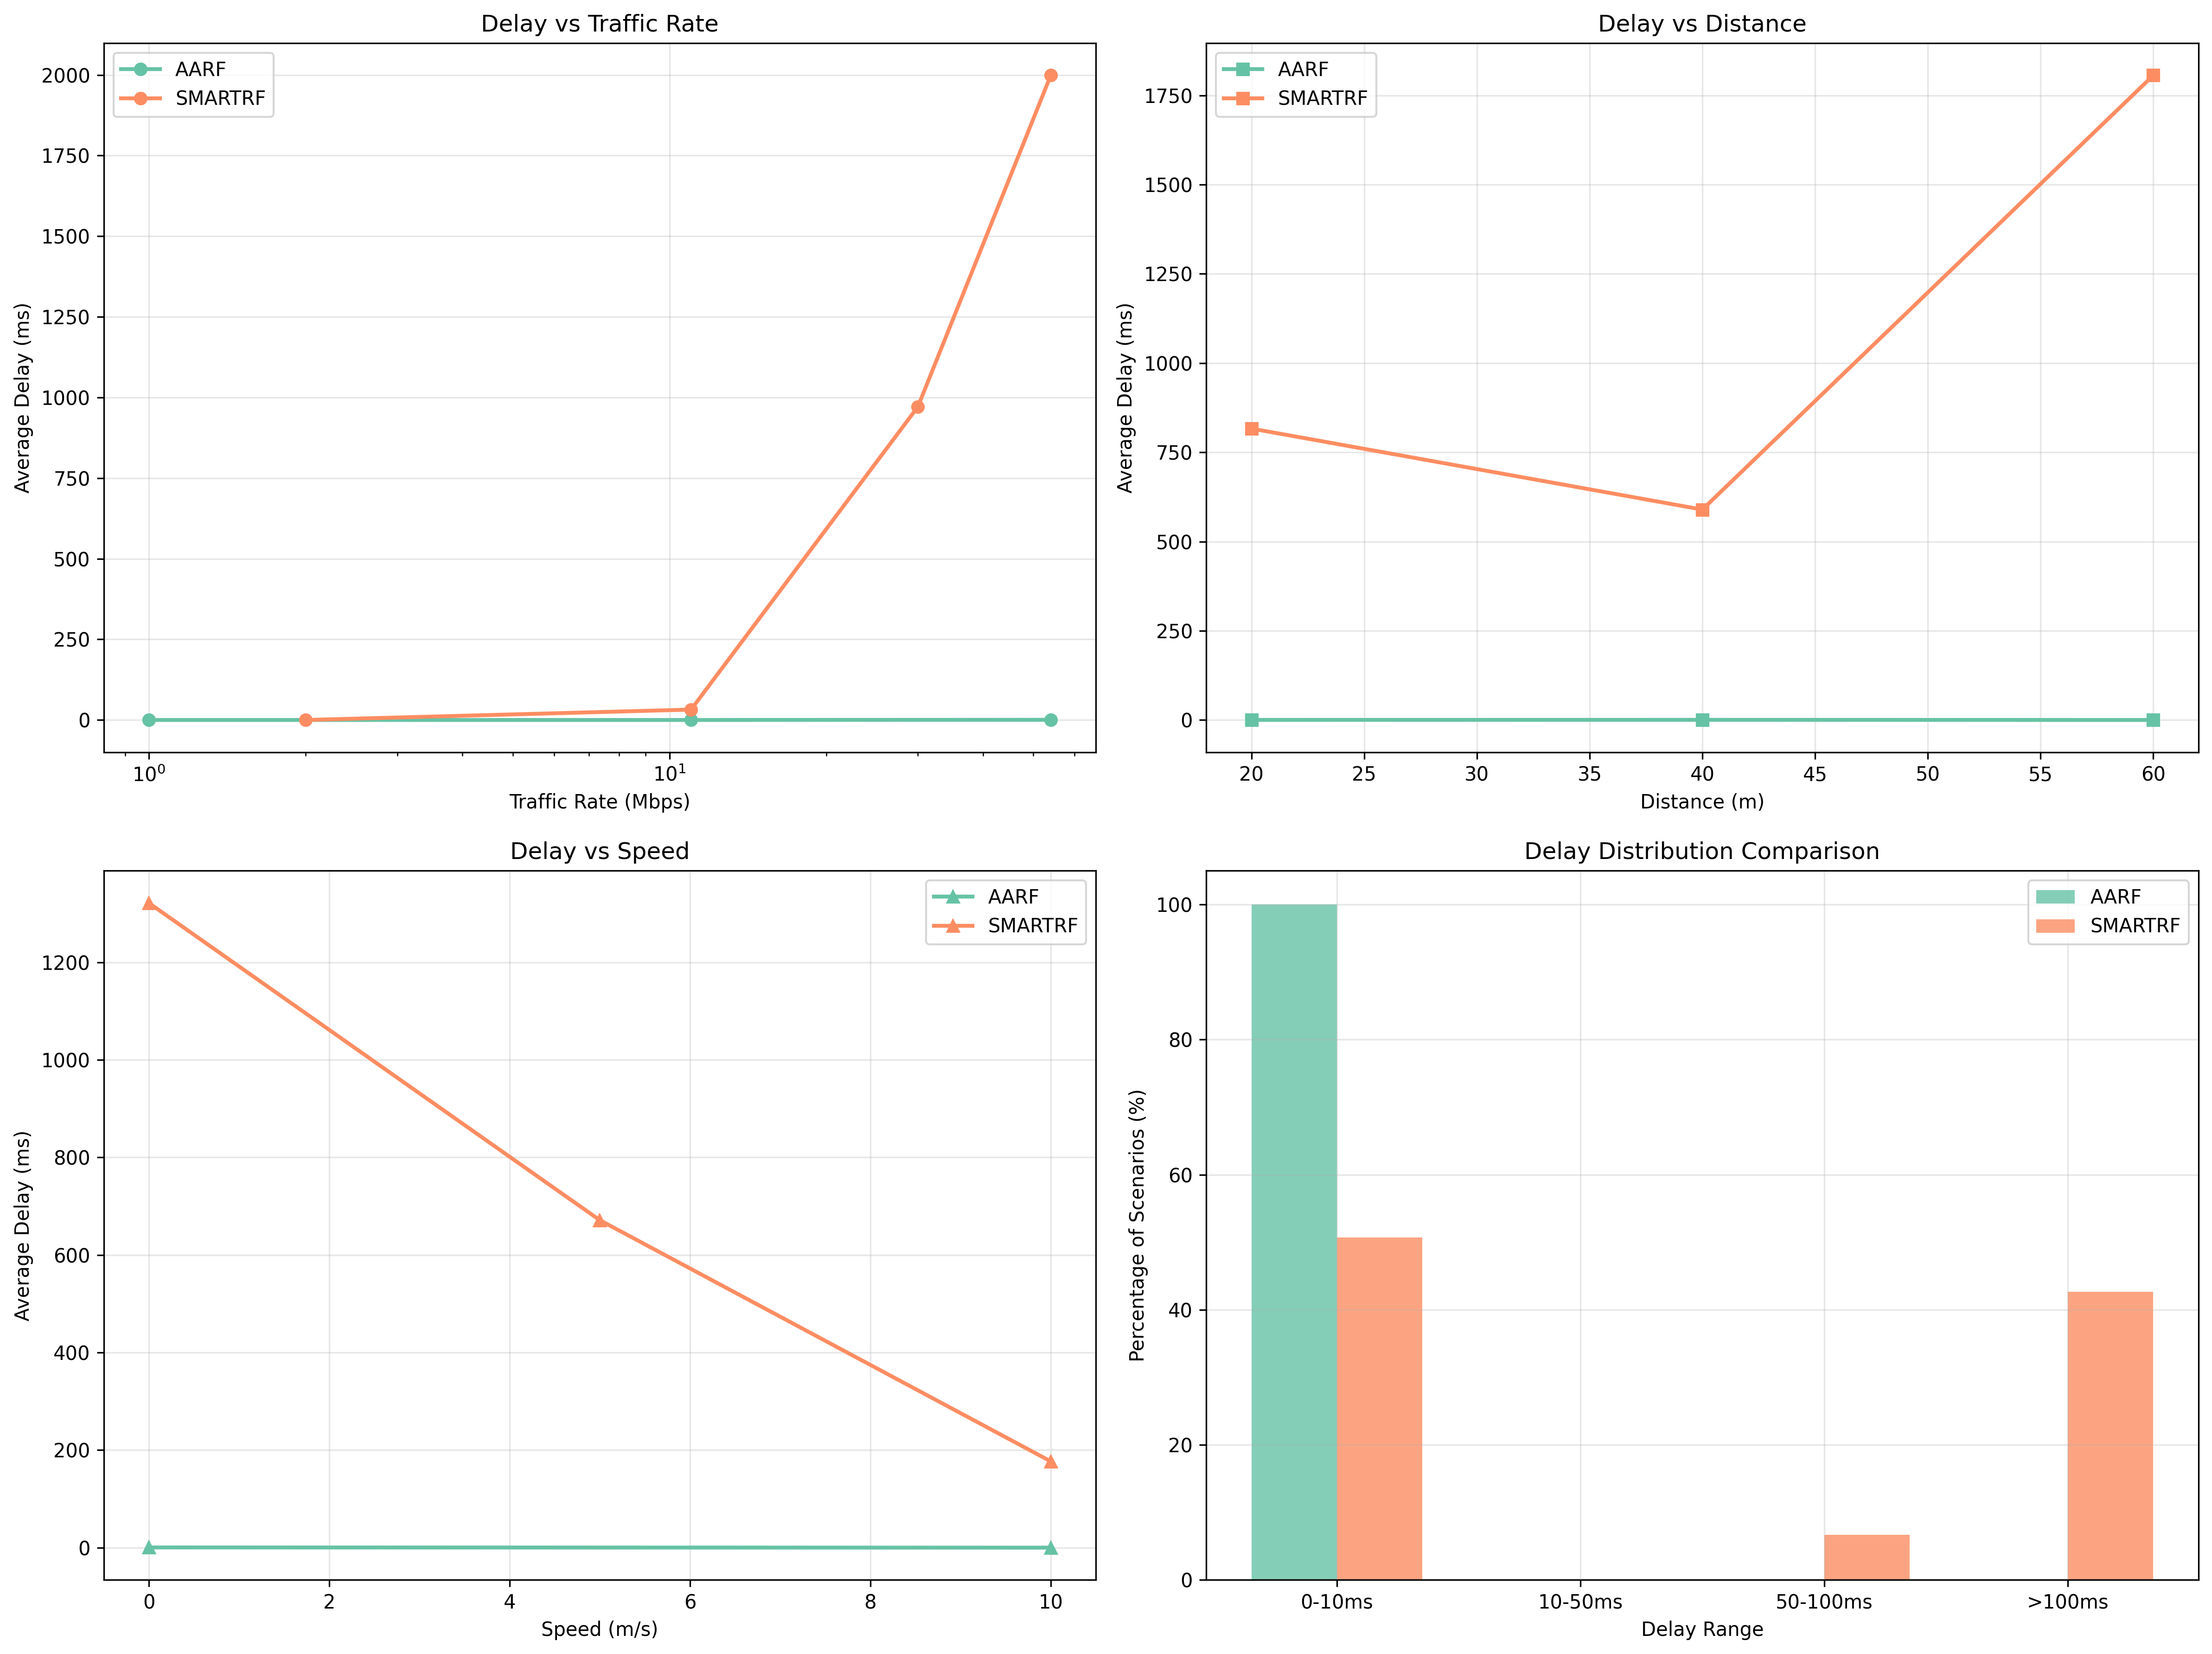 Delay vs Traffic Rate
AARF
SMARTRF
2000
1750
1500
1250
1000
750
500
250
0
Average Delay (ms)
10⁰
10¹
Traffic Rate (Mbps)
Delay vs Distance
AARF
SMARTRF
1750
1500
1250
1000
750
500
250
0
Average Delay (ms)
20 25 30 35 40 45 50 55 60
Distance (m)
Delay vs Speed
AARF
SMARTRF
1200
1000
800
600
400
200
0
Average Delay (ms)
0 2 4 6 8 10
Speed (m/s)
Delay Distribution Comparison
AARF
SMARTRF
100
80
60
40
20
0
Percentage of Scenarios (%)
0-10ms 10-50ms 50-100ms >100ms
Delay Range